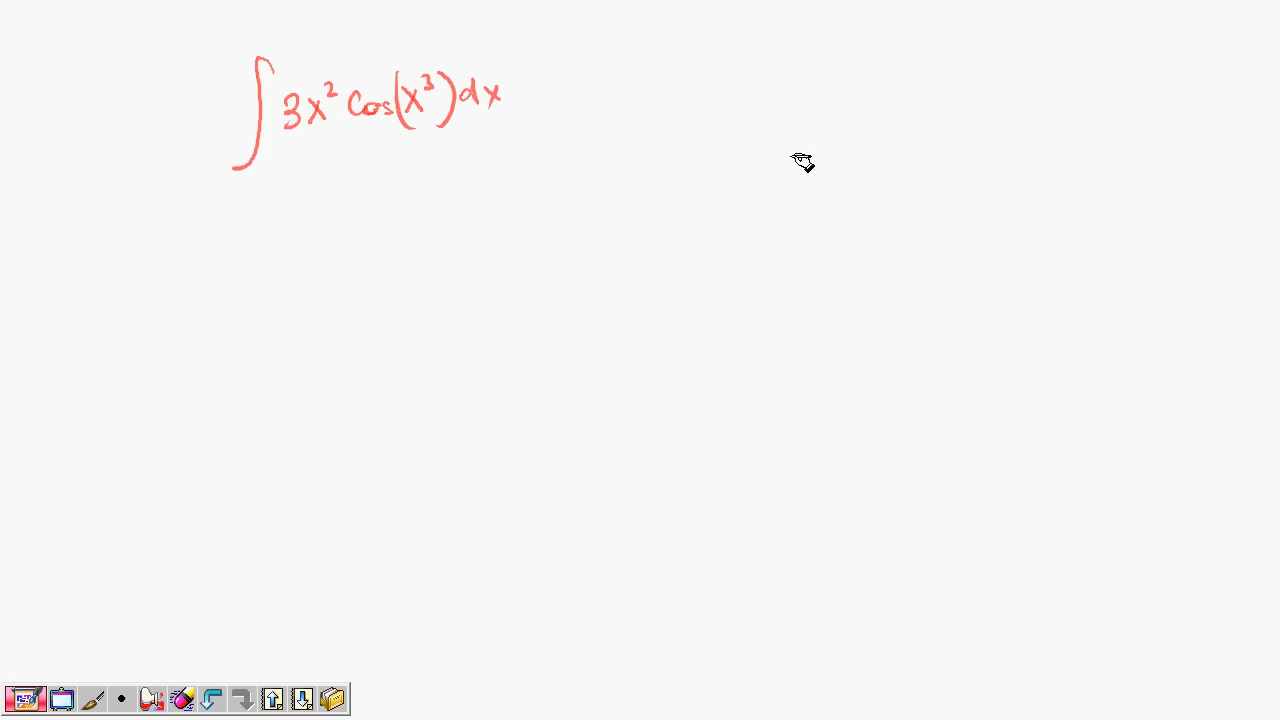 ∫ 3x² cos(x³) dx